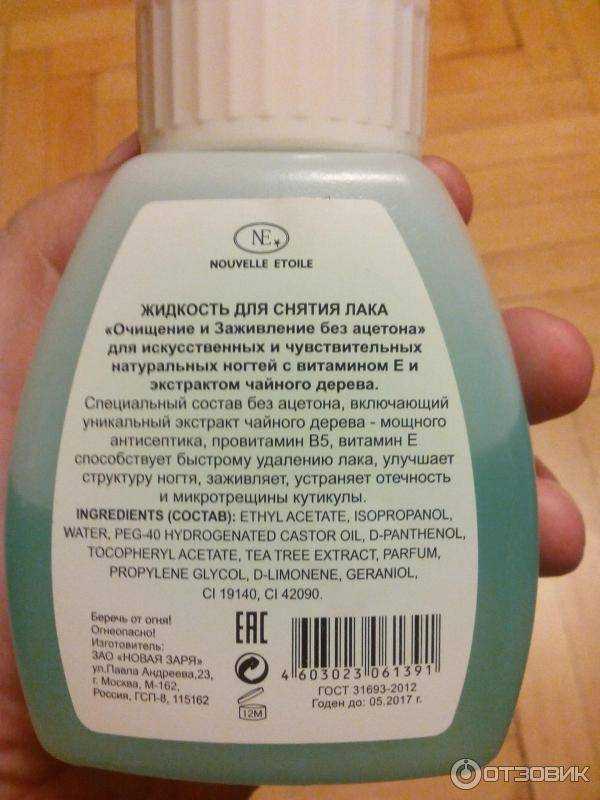 NE
NOUVELLE ETOILE
ЖИДКОСТЬ ДЛЯ СНЯТИЯ ЛАКА
«Очищение и Заживление без ацетона»
для искусственных и чувствительных
натуральных ногтей с витамином Е и
экстрактом чайного дерева.
Специальный состав без ацетона, включающий
уникальный экстракт чайного дерева - мощного
антисептика, провитамин В5, витамин Е
способствует быстрому удалению лака, улучшает
структуру ногтя, заживляет, устраняет отечность
и микротрещины кутикулы.
INGREDIENTS (СОСТАВ): ETHYL ACETATE, ISOPROPANOL,
WATER, PEG-40 HYDROGENATED CASTOR OIL, D-PANTHENOL,
TOCOPHERYL ACETATE, TEA TREE EXTRACT, PARFUM,
PROPYLENE GLYCOL, D-LIMONENE, GERANIOL,
CI 19140, CI 42090.
Беречь от огня!
Огнеопасно!
Изготовитель:
ЗАО «НОВАЯ ЗАРЯ»
ул.Павла Андреева,23,
г. Москва, М-162,
Россия, ГСП-8, 115162
EAC
12M
4 603023 061391
ГОСТ 31693-2012
Годен до: 05.2017 г.
ОТЗОВИК